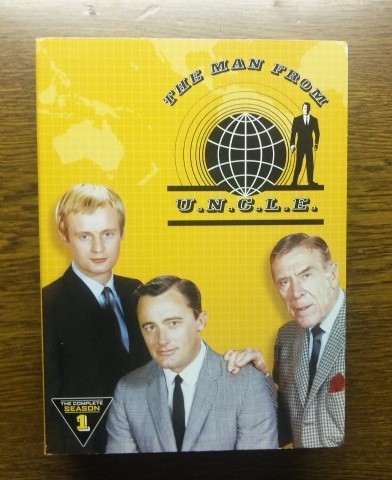 THE MAN FROM
U.N.C.L.E.
THE COMPLETE
SEASON
1